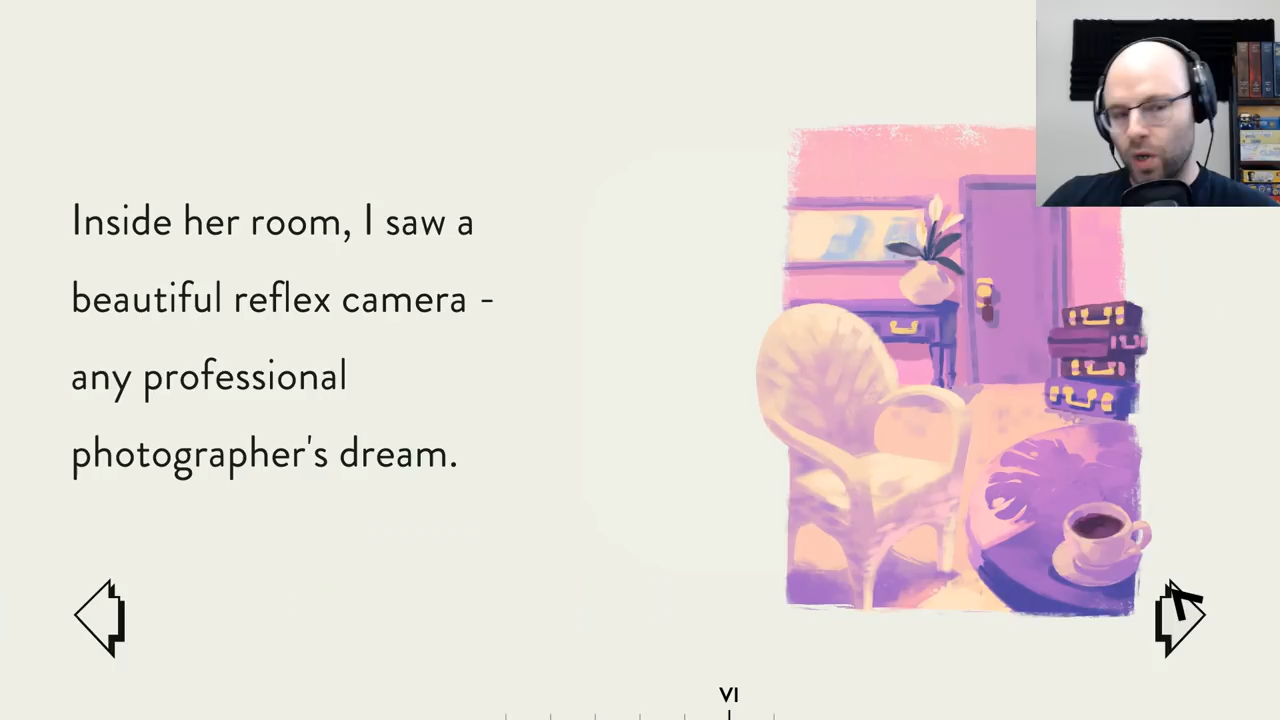 Inside her room, I saw a
beautiful reflex camera -
any professional
photographer's dream.
VI